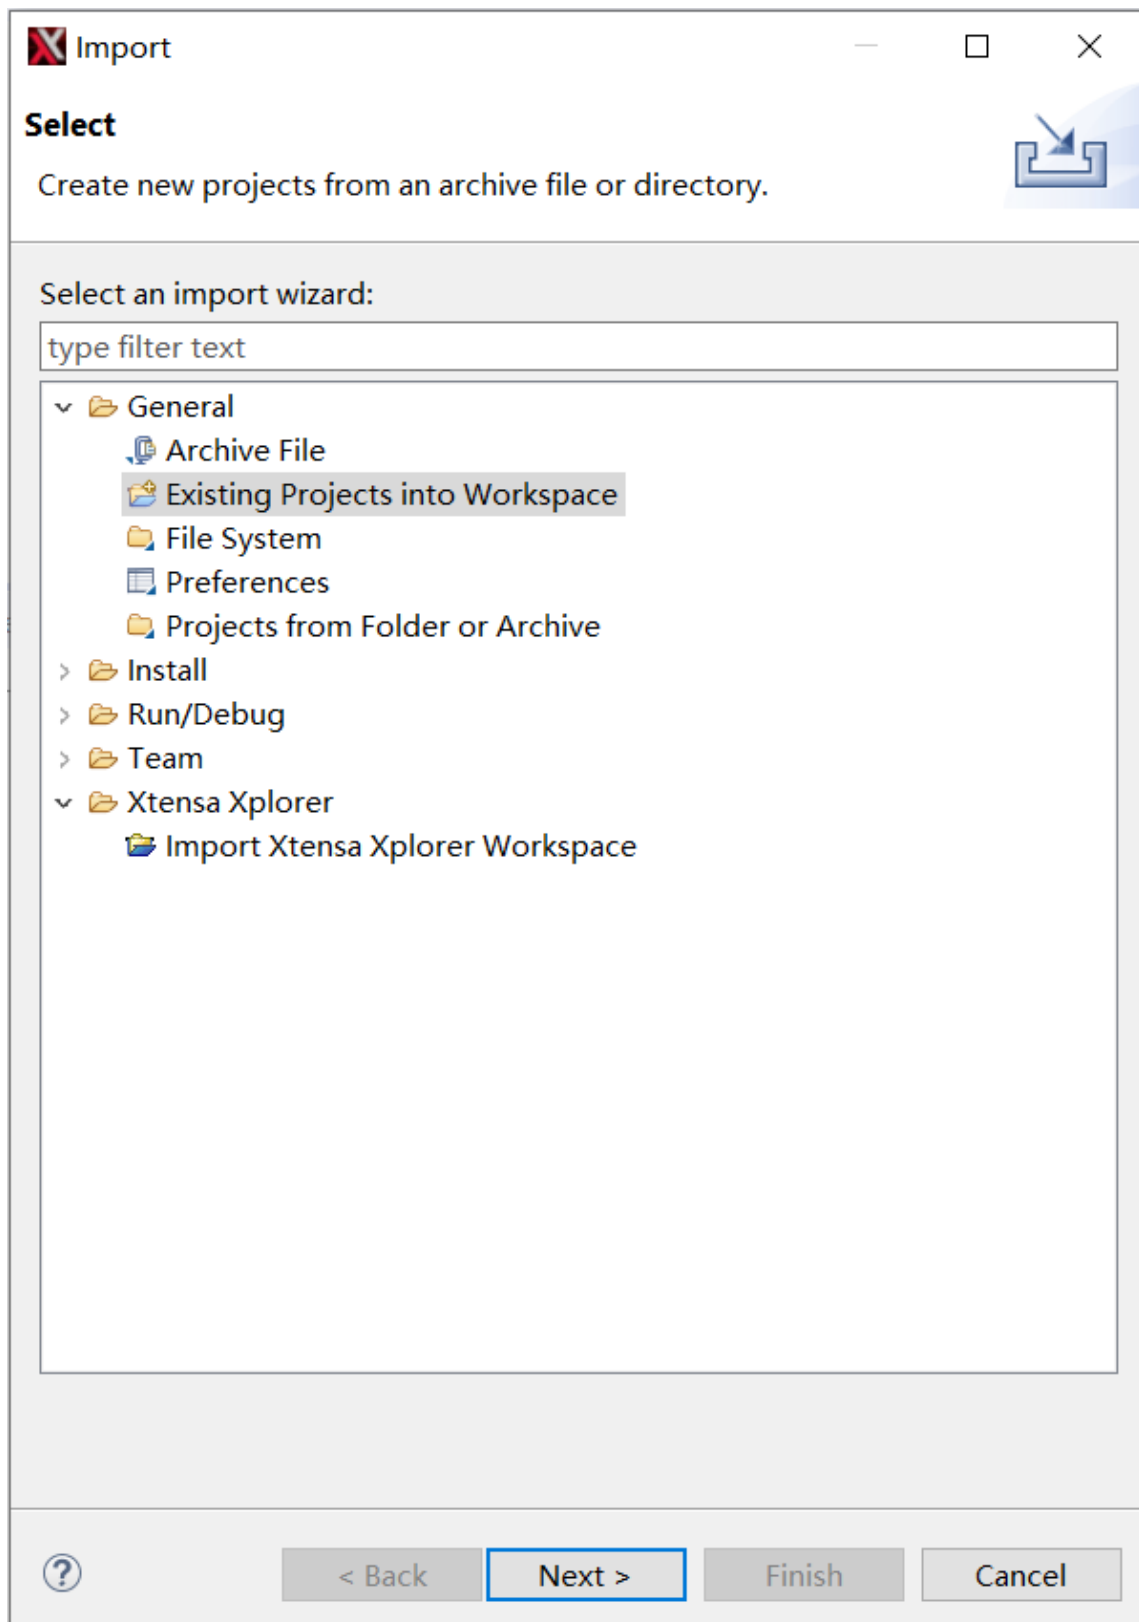 Import
Select
Create new projects from an archive file or directory.
Select an import wizard:
type filter text
General
Archive File
Existing Projects into Workspace
File System
Preferences
Projects from Folder or Archive
Install
Run/Debug
Team
Xtensa Xplorer
Import Xtensa Xplorer Workspace
< Back
Next >
Finish
Cancel